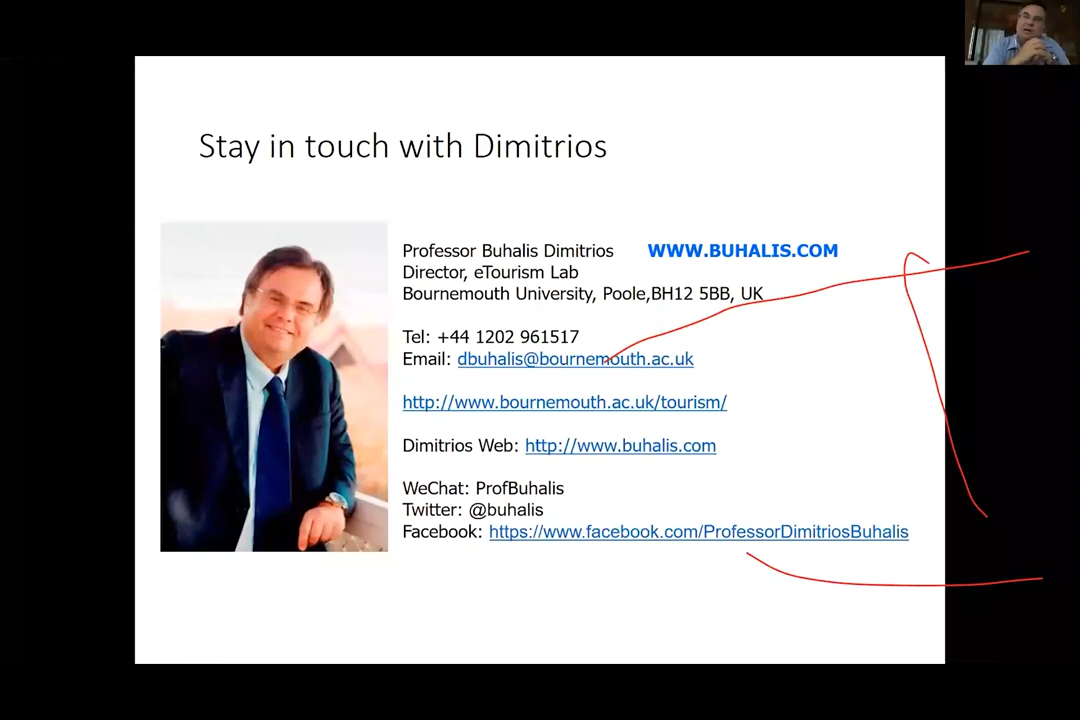 Stay in touch with Dimitrios
Professor Buhalis Dimitrios WWW.BUHALIS.COM
Director, eTourism Lab
Bournemouth University, Poole,BH12 5BB, UK
Tel: +44 1202 961517
Email: dbuhalis@bournemouth.ac.uk
http://www.bournemouth.ac.uk/tourism/
Dimitrios Web: http://www.buhalis.com
WeChat: ProfBuhalis
Twitter: @buhalis
Facebook: https://www.facebook.com/ProfessorDimitriosBuhalis